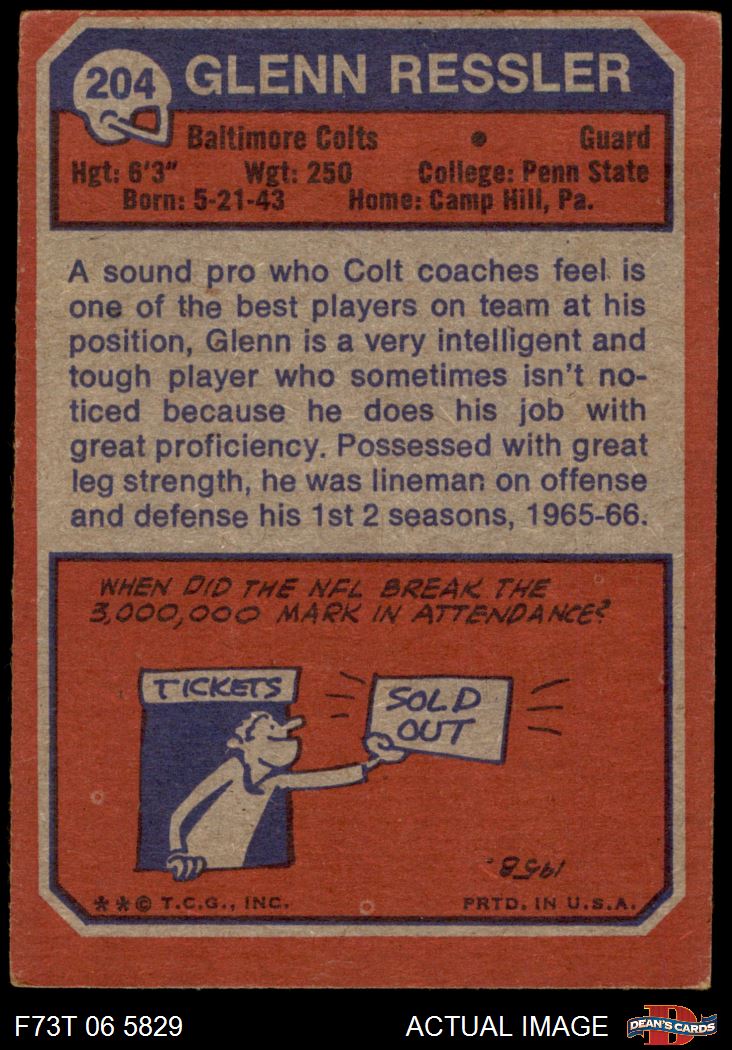 204 GLENN RESSLER
Baltimore Colts • Guard
Hgt: 6'3" Wgt: 250 College: Penn State
Born: 5-21-43 Home: Camp Hill, Pa.
A sound pro who Colt coaches feel is
one of the best players on team at his
position, Glenn is a very intelligent and
tough player who sometimes isn't no-
ticed because he does his job with
great proficiency. Possessed with great
leg strength, he was lineman on offense
and defense his 1st 2 seasons, 1965-66.
WHEN DID THE NFL BREAK THE
3,000,000 MARK IN ATTENDANCE?
TICKETS
SOLD
OUT
1958.
**© T.C.G., INC. PRTD. IN U.S.A.
F73T 06 5829 ACTUAL IMAGE DEAN'S CARDS